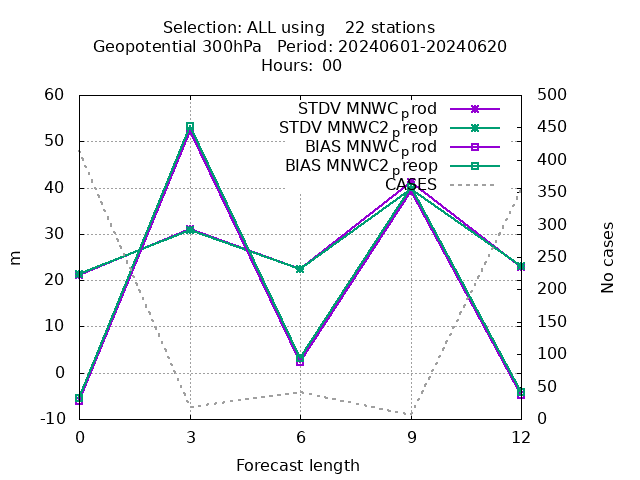 Selection: ALL using    22 stations
Geopotential 300hPa   Period: 20240601-20240620
Hours: 00
60
50
40
30
20
10
0
-10
m
STDV MNWC_prod
STDV MNWC2_preop
BIAS MNWC_prod
BIAS MNWC2_preop
CASES
500
450
400
350
300
250
200
150
100
50
0
No cases
0 3 6 9 12
Forecast length